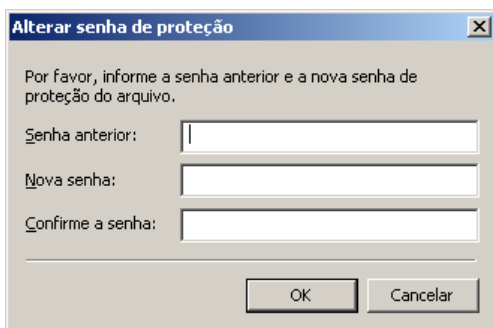 Alterar senha de proteção
Por favor, informe a senha anterior e a nova senha de
proteção do arquivo.
Senha anterior:
Nova senha:
Confirme a senha:
OK
Cancelar